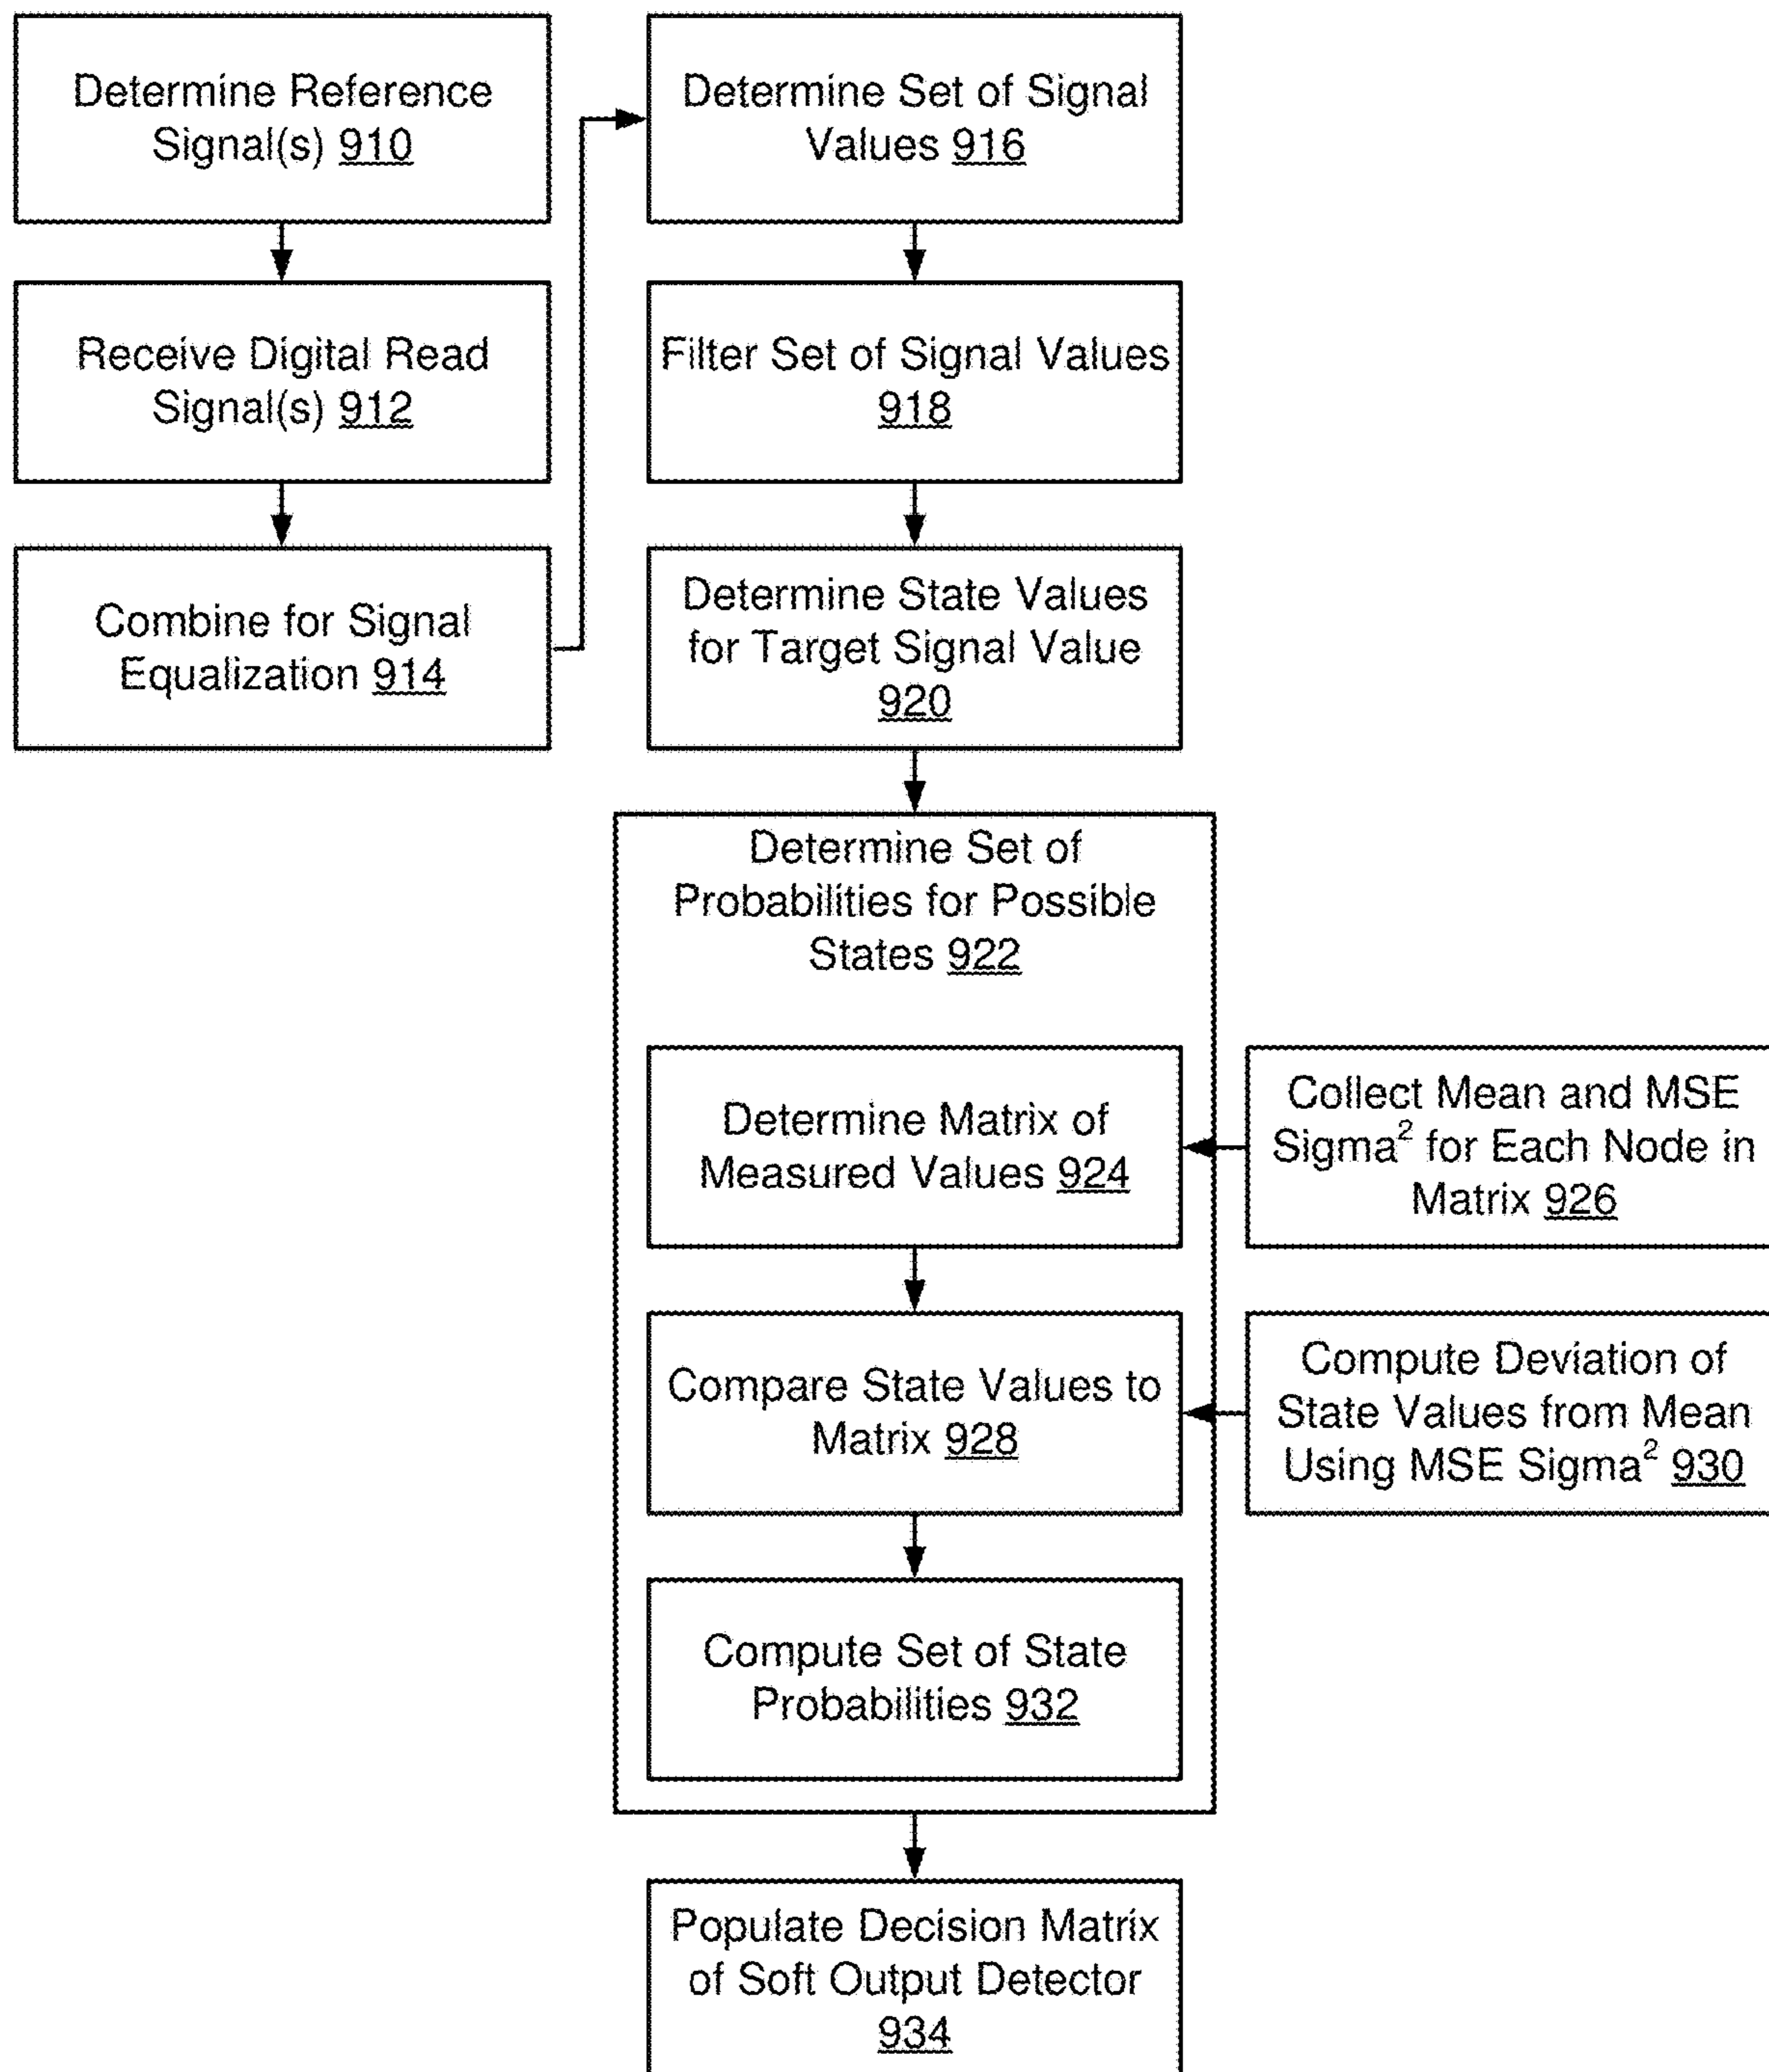 Determine Reference
Signal(s) 910
Receive Digital Read
Signal(s) 912
Combine for Signal
Equalization 914
Determine Set of Signal
Values 916
Filter Set of Signal Values
918
Determine State Values
for Target Signal Value
920
Determine Set of
Probabilities for Possible
States 922
Determine Matrix of
Measured Values 924
Collect Mean and MSE
Sigma² for Each Node in
Matrix 926
Compare State Values to
Matrix 928
Compute Deviation of
State Values from Mean
Using MSE Sigma² 930
Compute Set of State
Probabilities 932
Populate Decision Matrix
of Soft Output Detector
934